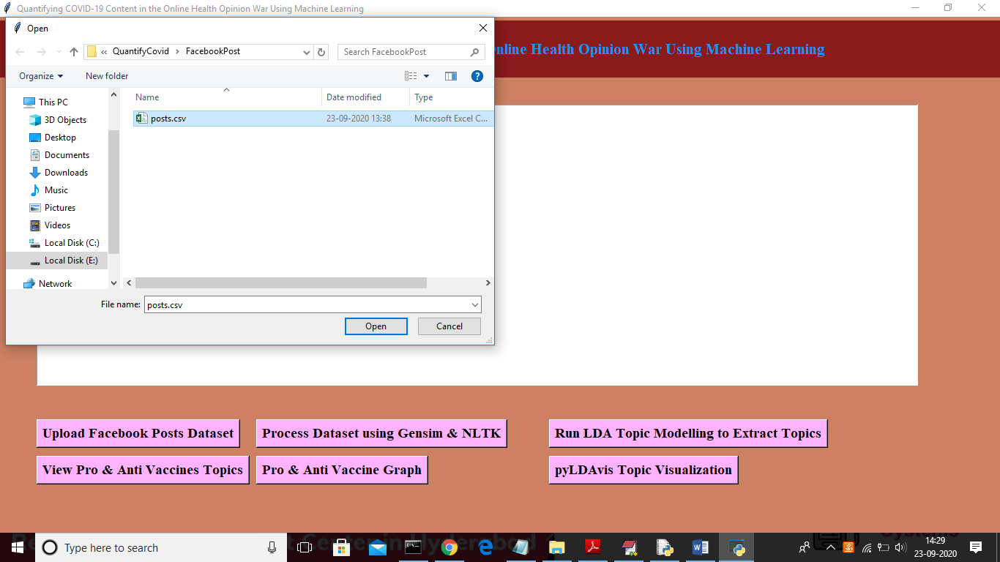 Quantifying COVID-19 Content in the Online Health Opinion War Using Machine Learning
Open
nline Health Opinion War Using Machine Learning
« QuantifyCovid › FacebookPost
Search FacebookPost
Organize
New folder
This PC
3D Objects
Desktop
Documents
Downloads
Music
Pictures
Videos
Local Disk (C:)
Local Disk (E:)
Network
Name
Date modified
Type
posts.csv
23-09-2020 13:38
Microsoft Excel C...
File name:
posts.csv
Open
Cancel
Upload Facebook Posts Dataset
Process Dataset using Gensim & NLTK
Run LDA Topic Modelling to Extract Topics
View Pro & Anti Vaccines Topics
Pro & Anti Vaccine Graph
pyLDAvis Topic Visualization
Type here to search
14:29
23-09-2020